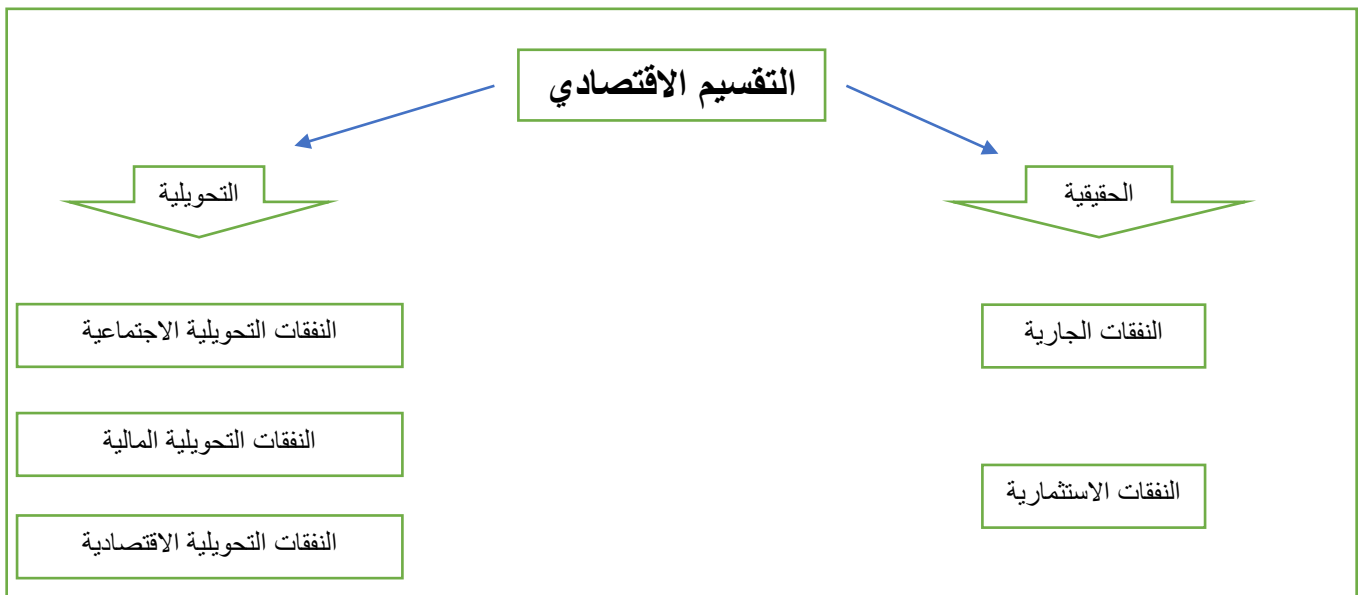 التقسيم الاقتصادي
الحقيقية
التحويلية
النفقات الجارية
النفقات الاستثمارية
النفقات التحويلية الاجتماعية
النفقات التحويلية المالية
النفقات التحويلية الاقتصادية